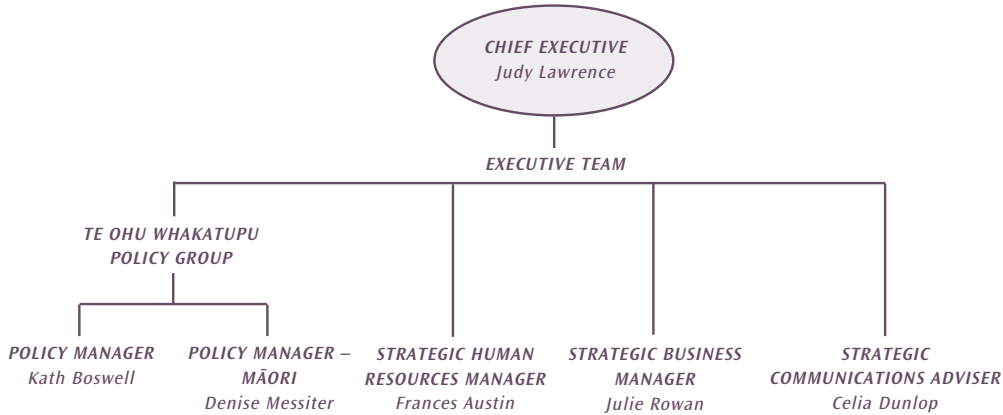 CHIEF EXECUTIVE
Judy Lawrence
EXECUTIVE TEAM
TE OHU WHAKATUPU
POLICY GROUP
POLICY MANAGER
Kath Boswell
POLICY MANAGER –
MĀORI
Denise Messiter
STRATEGIC HUMAN
RESOURCES MANAGER
Frances Austin
STRATEGIC BUSINESS
MANAGER
Julie Rowan
STRATEGIC
COMMUNICATIONS ADVISER
Celia Dunlop